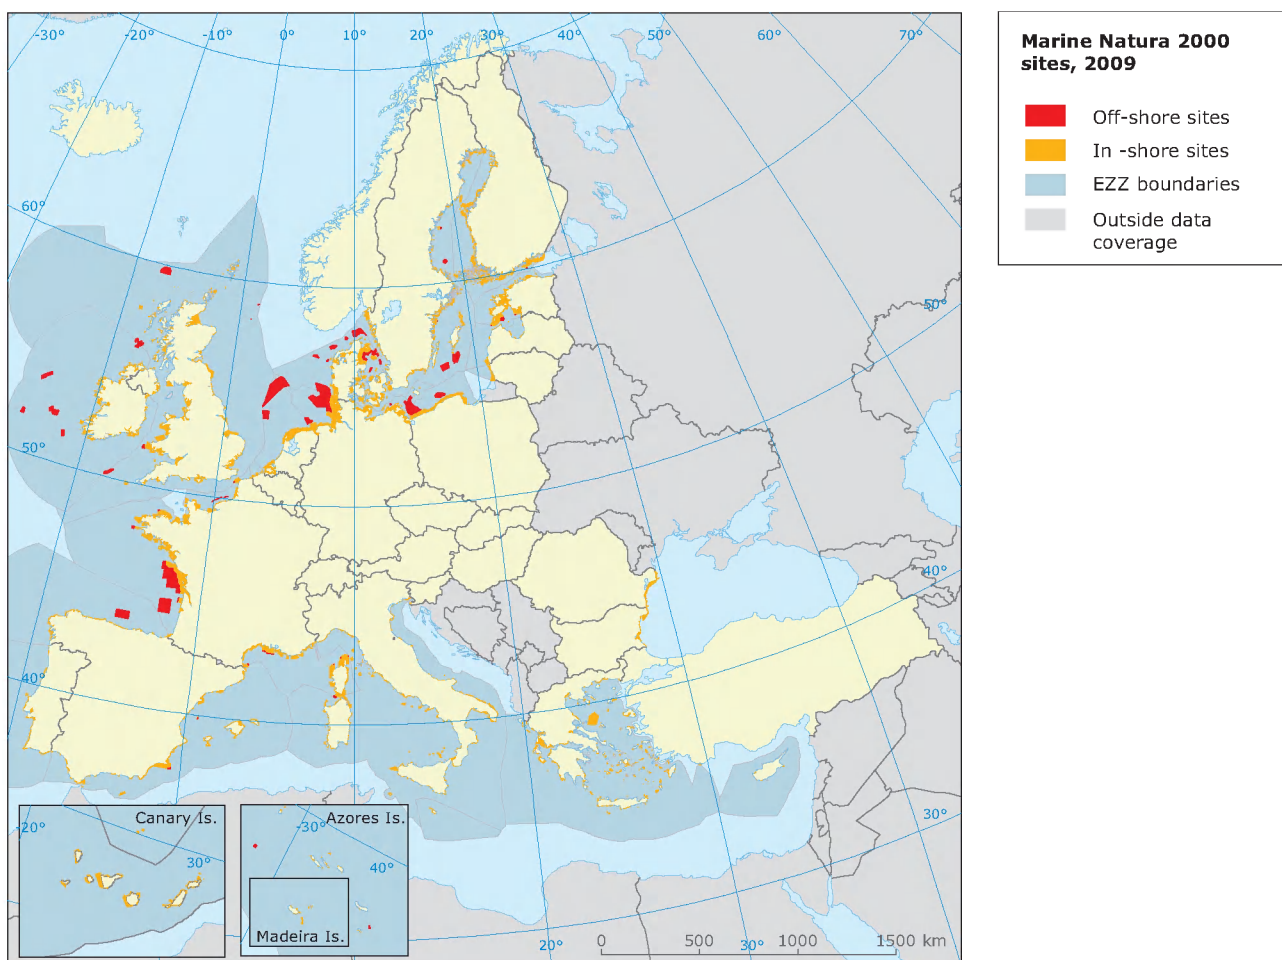 -30°
-20°
-10°
0°
10°
20°
30°
40°
50°
60°
70°
60°
50°
50°
40°
40°
30°
Canary Is.
-20°
30°
Azores Is.
-30°
40°
Madeira Is.
20°
30°
0
500
1000
1500 km
Marine Natura 2000
sites, 2009
Off-shore sites
In -shore sites
EZZ boundaries
Outside data
coverage